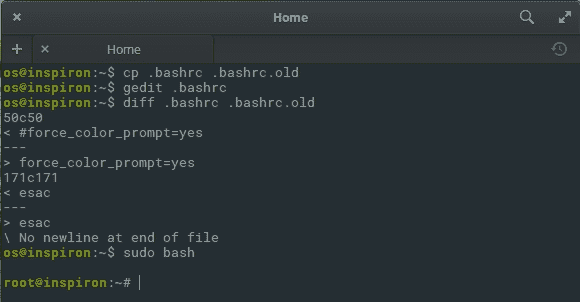 Home
Home
os@inspiron:~$ cp .bashrc .bashrc.old
os@inspiron:~$ gedit .bashrc
os@inspiron:~$ diff .bashrc .bashrc.old
50c50
< #force_color_prompt=yes
---
> force_color_prompt=yes
171c171
< esac
---
> esac
\ No newline at end of file
os@inspiron:~$ sudo bash
root@inspiron:~#